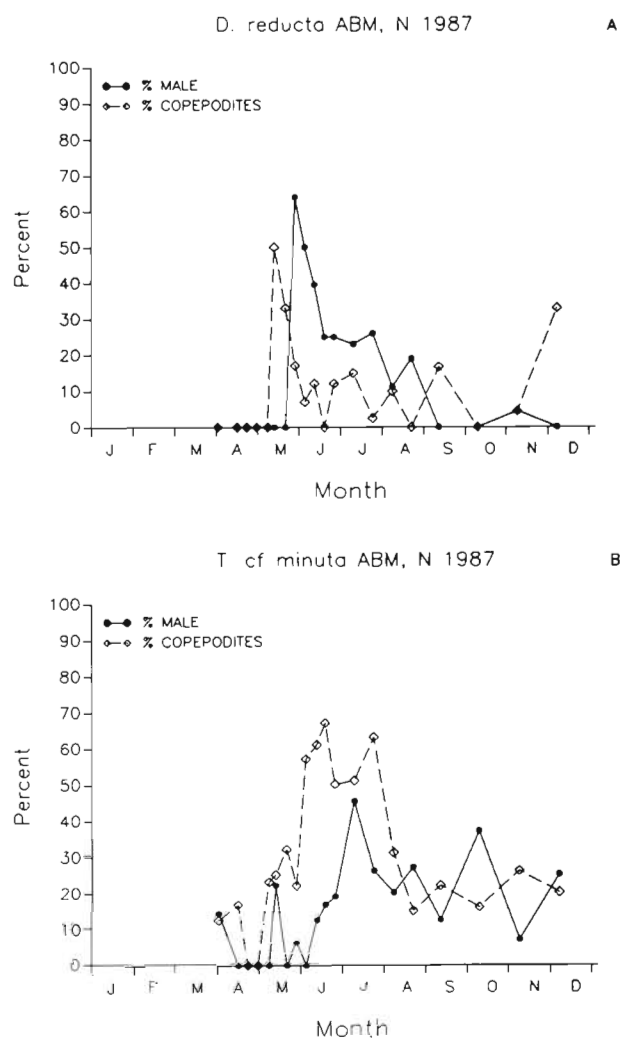 D. reducta ABM, N 1987
A
100
90
80
70
60
50
40
30
20
10
0
Percent
% MALE
% COPEPODITES
J F M A M J J A S O N D
Month
T cf minuta ABM, N 1987
B
100
90
80
70
60
50
40
30
20
10
0
Percent
% MALE
% COPEPODITES
J F M A M J J A S O N D
Month